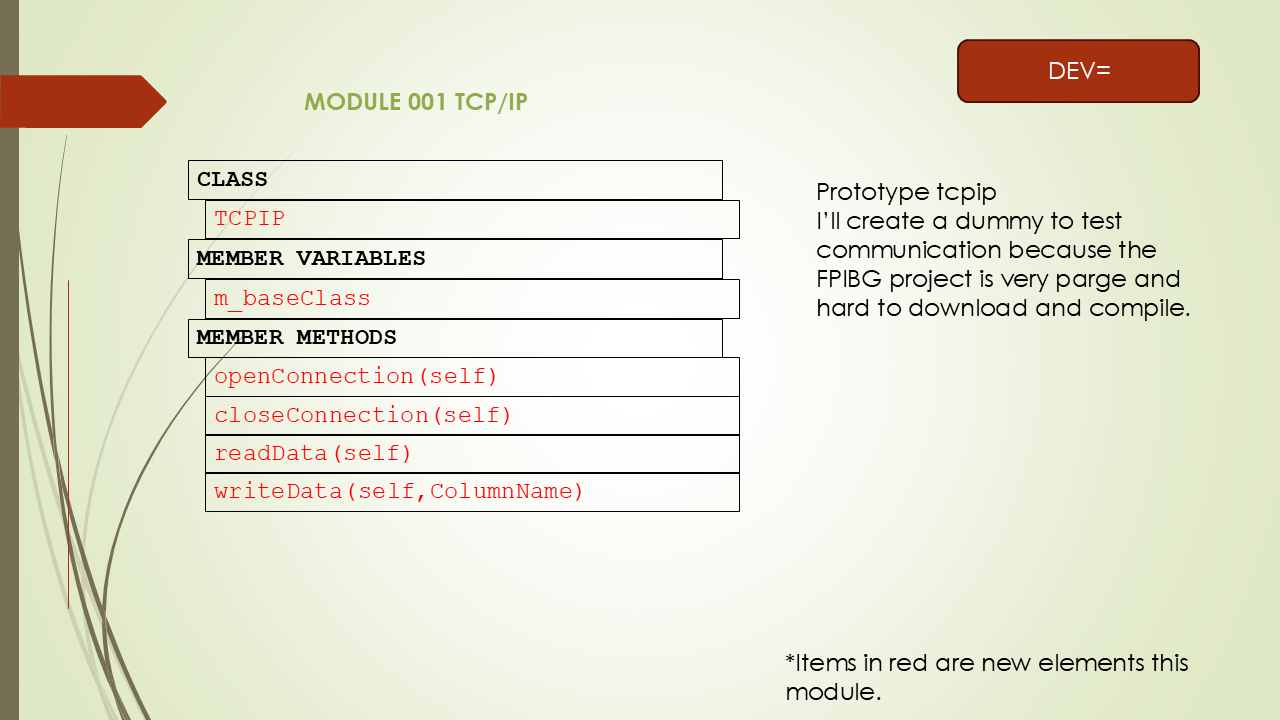 DEV=
MODULE 001 TCP/IP
CLASS
TCPIP
MEMBER VARIABLES
m_baseClass
MEMBER METHODS
openConnection(self)
closeConnection(self)
readData(self)
writeData(self,ColumnName)
Prototype tcpip
I’ll create a dummy to test
communication because the
FPIBG project is very parge and
hard to download and compile.
*Items in red are new elements this
module.